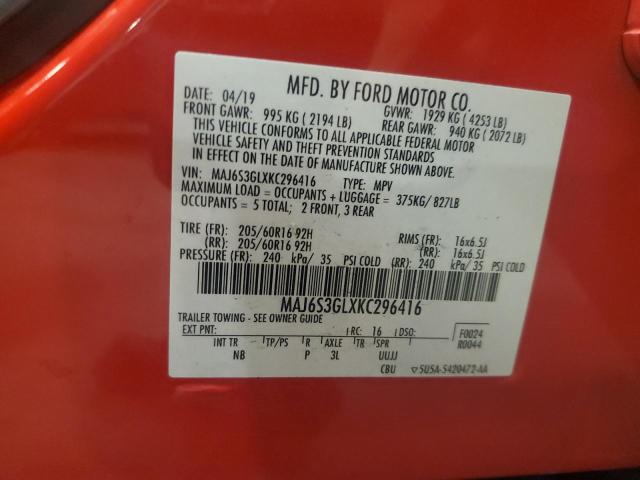 MFD. BY FORD MOTOR CO.
DATE: 04/19 GVWR: 1929 KG ( 4253 LB)
FRONT GAWR: 995 KG ( 2194 LB) REAR GAWR: 940 KG ( 2072 LB)
THIS VEHICLE CONFORMS TO ALL APPLICABLE FEDERAL MOTOR
VEHICLE SAFETY AND THEFT PREVENTION STANDARDS
IN EFFECT ON THE DATE OF MANUFACTURE SHOWN ABOVE.
VIN: MAJ6S3GLXKC296416 TYPE: MPV
MAXIMUM LOAD = OCCUPANTS + LUGGAGE = 375KG/ 827LB
OCCUPANTS = 5 TOTAL; 2 FRONT, 3 REAR
TIRE (FR): 205/60R16 92H RIMS (FR): 16x6.5J
(RR): 205/60R16 92H (RR): 16x6.5J
PRESSURE (FR): 240 kPa/ 35 PSI COLD (RR): 240 kPa/ 35 PSI COLD
MAJ6S3GLXKC296416
TRAILER TOWING - SEE OWNER GUIDE
EXT PNT: RC: 16 DSO: F0024
INT TR TP/PS R AXLE TR SPR R0044
NB P 3L UUJJ
CBU ▽ 5U5A-5420472-AA